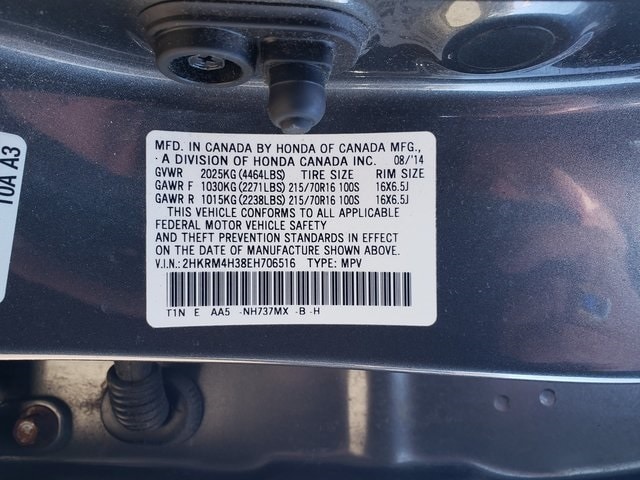 MFD. IN CANADA BY HONDA OF CANADA MFG.,
A DIVISION OF HONDA CANADA INC. 08/'14
GVWR 2025KG (4464LBS) TIRE SIZE RIM SIZE
GAWR F 1030KG (2271LBS) 215/70R16 100S 16X6.5J
GAWR R 1015KG (2238LBS) 215/70R16 100S 16X6.5J
THIS VEHICLE CONFORMS TO ALL APPLICABLE
FEDERAL MOTOR VEHICLE SAFETY
AND THEFT PREVENTION STANDARDS IN EFFECT
ON THE DATE OF MANUFACTURE SHOWN ABOVE.
V.I.N.: 2HKRM4H38EH706516 TYPE: MPV
T1N E AA5 -NH737MX -B -H
10A A3